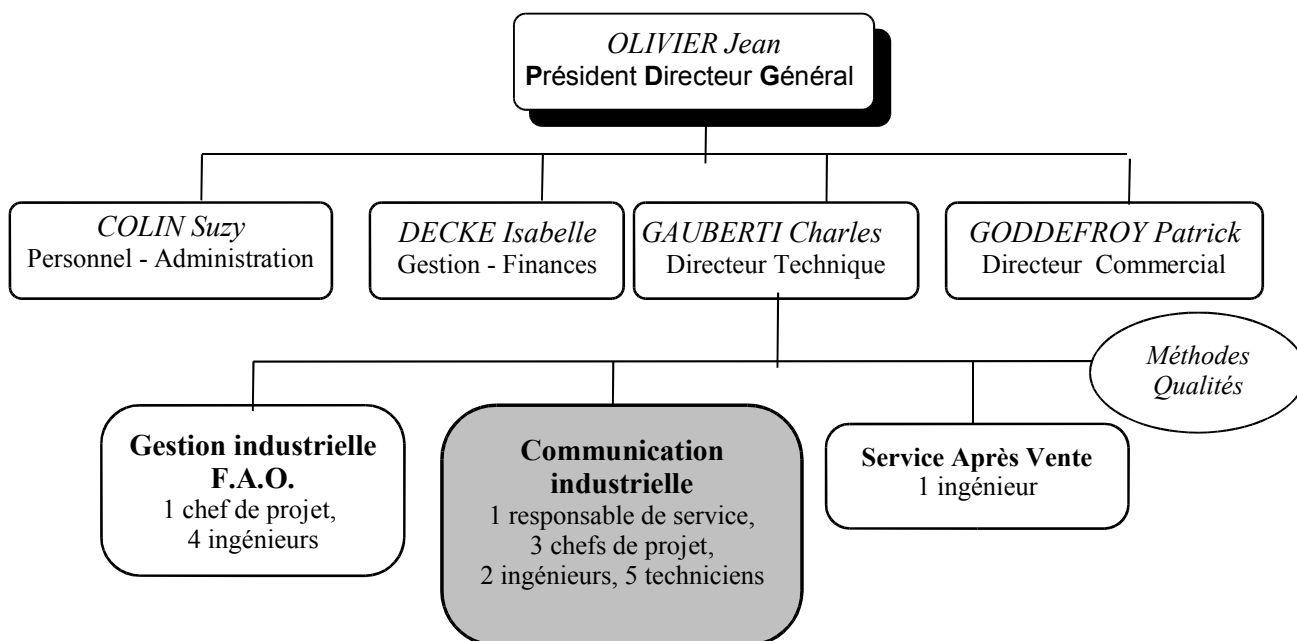 OLIVIER Jean
Président Directeur Général
COLIN Suzy
Personnel - Administration
DECKE Isabelle
Gestion - Finances
GAUBERTI Charles
Directeur Technique
GODDEFROY Patrick
Directeur Commercial
Méthodes
Qualités
Gestion industrielle
F.A.O.
1 chef de projet,
4 ingénieurs
Communication
industrielle
1 responsable de service,
3 chefs de projet,
2 ingénieurs, 5 techniciens
Service Après Vente
1 ingénieur